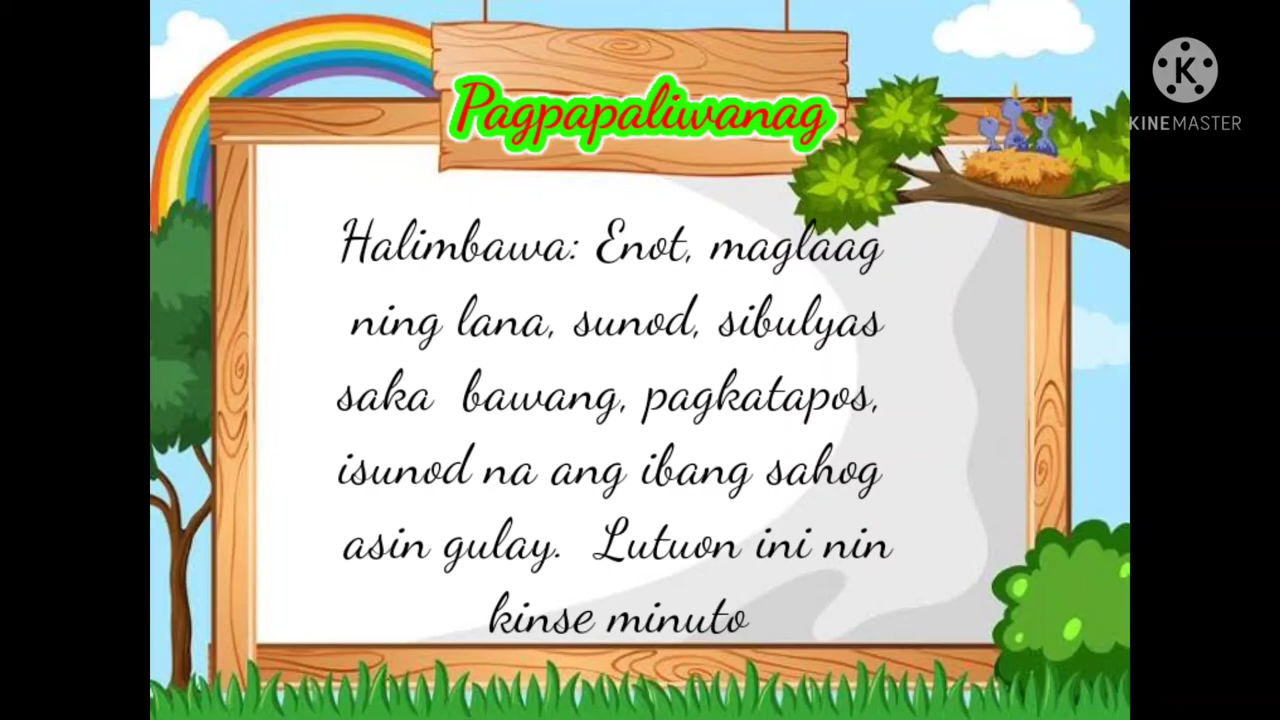 Pagpapaliwanag
K
KINEMASTER
Halimbawa: Enot, maglaag
ning lana, sunod, sibulyas
saka bawang, pagkatapos,
isunod na ang ibang sahog
asin gulay. Lutuon ini nin
kinse minuto